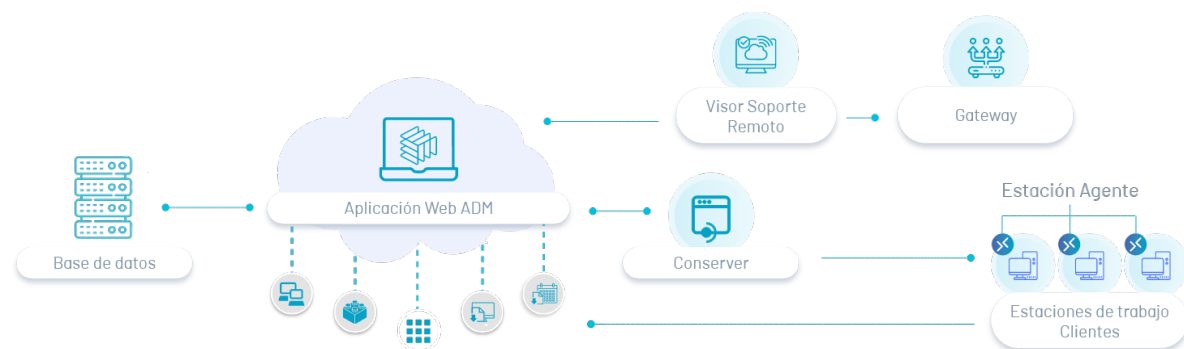 Visor Soporte
Remoto
Gateway
Aplicación Web ADM
Estación Agente
Base de datos
Conserver
Estaciones de trabajo
Clientes